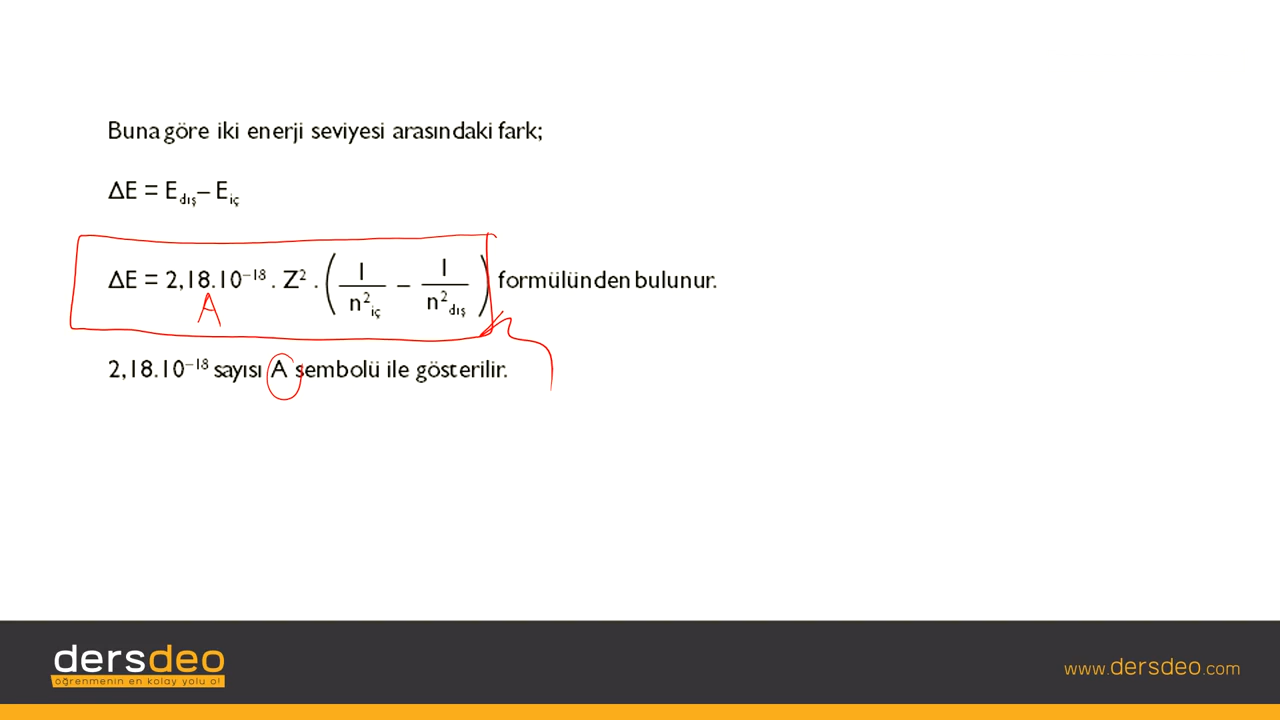 Buna göre iki enerji seviyesi arasındaki fark;
ΔE = E_dış – E_iç
ΔE = 2,18.10⁻¹⁸ . Z² . (1/n²_iç – 1/n²_dış) formülünden bulunur.
A
2,18.10⁻¹⁸ sayısı A sembolü ile gösterilir.
dersdeo
öğrenmenin en kolay yolu o!
www.dersdeo.com